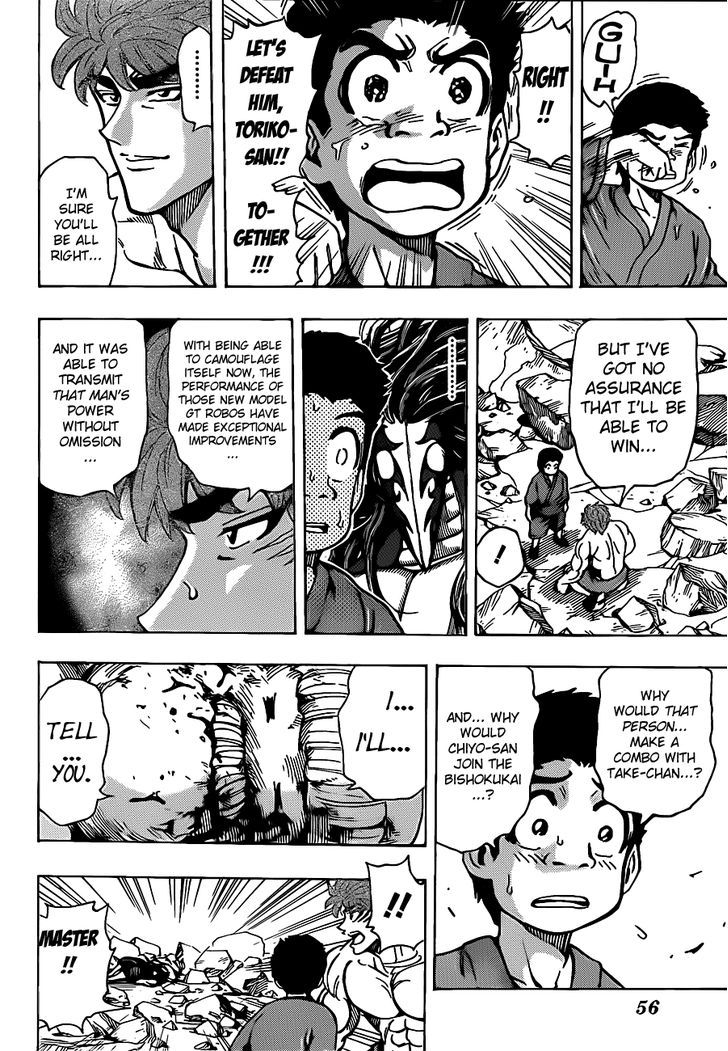 GUIH
RIGHT
!!
LET'S
DEFEAT
HIM,
TORIKO-
SAN!!
TO-
GETHER
!!!
........
I'M
SURE
YOU'LL
BE ALL
RIGHT...
BUT I'VE
GOT NO
ASSURANCE
THAT I'LL BE
ABLE TO
WIN...
!
........
WITH BEING ABLE
TO CAMOUFLAGE
ITSELF NOW, THE
PERFORMANCE OF
THOSE NEW MODEL
GT ROBOS HAVE
MADE EXCEPTIONAL
IMPROVEMENTS
...
AND IT WAS
ABLE TO
TRANSMIT
THAT MAN'S
POWER
WITHOUT
OMISSION
...
WHY
WOULD THAT
PERSON...
MAKE A
COMBO WITH
TAKE-CHAN...?
AND... WHY
WOULD
CHIYO-SAN
JOIN THE
BISHOKUKAI
...?
I...
I'LL...
TELL
...
YOU.
!!
MASTER
!!
56